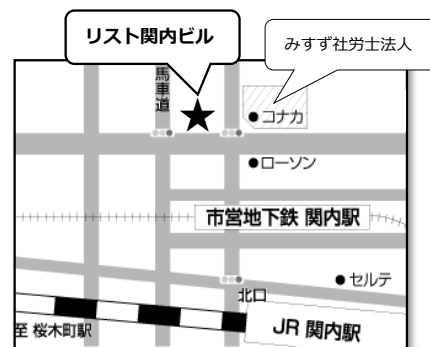 リスト関内ビル
みすず社労士法人
馬車道
コナカ
ローソン
市営地下鉄 関内駅
セルテ
北口
JR 関内駅
至 桜木町駅